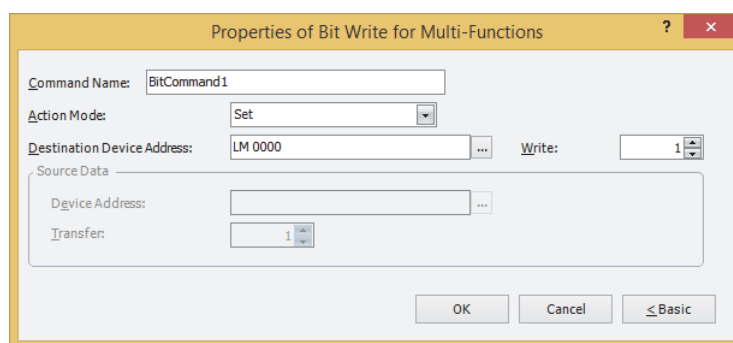 Properties of Bit Write for Multi-Functions ? ×
Command Name: BitCommand1
Action Mode: Set
Destination Device Address: LM 0000 ... Write: 1
Source Data
Device Address: ...
Transfer: 1
OK Cancel < Basic